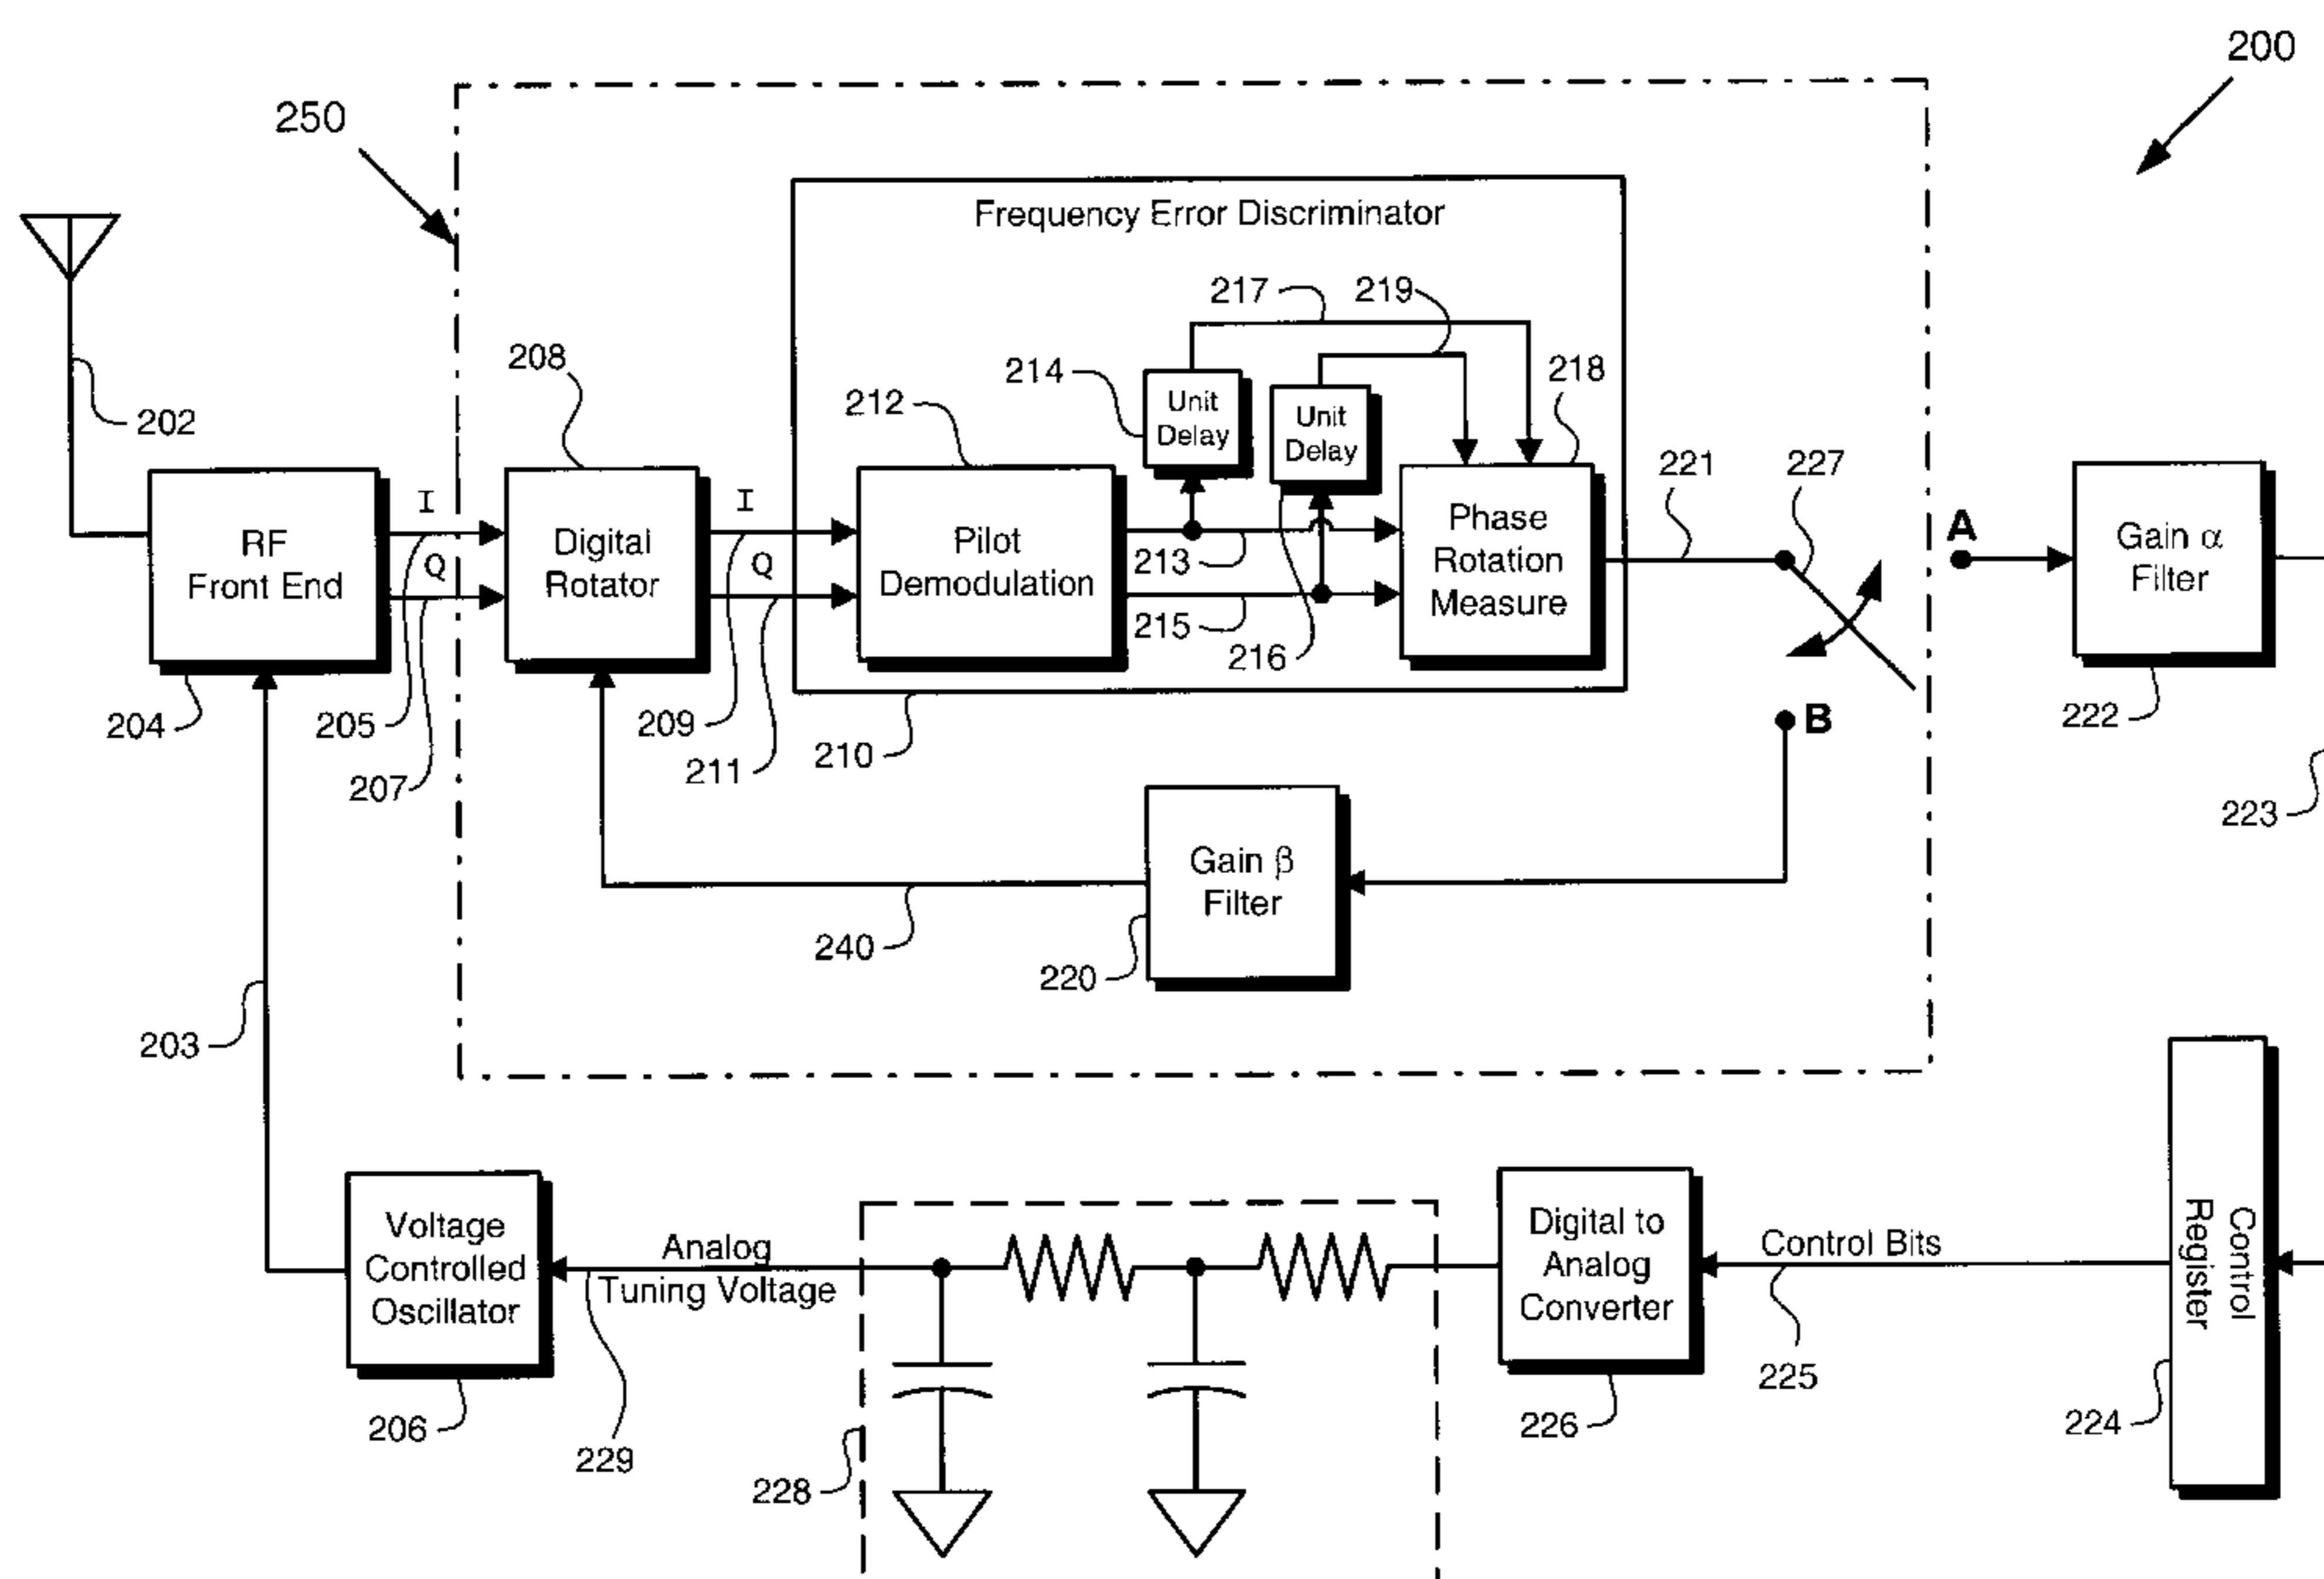 200
250
Frequency Error Discriminator
217
219
208
214
218
212
Unit
Delay
Unit
Delay
202
221
227
I
I
Q
Q
RF
Front End
Digital
Rotator
Pilot
Demodulation
213
215
216
Phase
Rotation
Measure
A
Gain α
Filter
204
205
207
209
211
210
B
222
223
Gain β
Filter
240
220
203
Voltage
Controlled
Oscillator
Analog
Tuning Voltage
Digital to
Analog
Converter
Control Bits
Control
Register
206
229
228
226
225
224